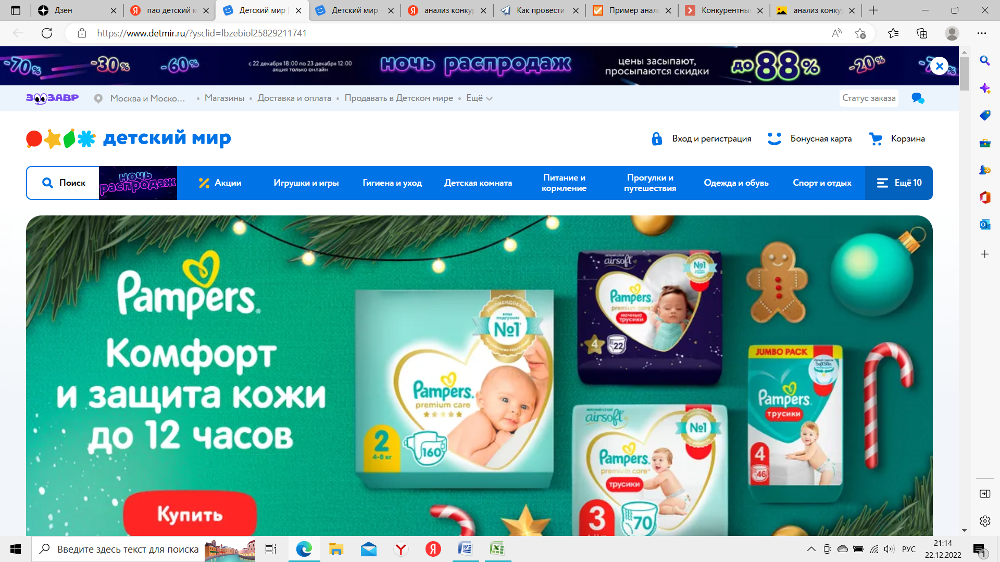 Дзен
пао детский м
Детский мир |
Детский мир -
анализ конку
Как провести
Пример анали
Конкурентны
анализ конку
https://www.detmir.ru/?ysclid=lbzebiol25829211741
-70%
-30%
-60%
с 22 декабря 18:00 по 23 декабря 12:00
акция только онлайн
ночь распродаж
цены засыпают,
просыпаются скидки
до 88%
-20%
ЗООЗАВР
Москва и Моско...
Магазины
Доставка и оплата
Продавать в Детском мире
Ещё
Статус заказа
детский мир
Вход и регистрация
Бонусная карта
Корзина
Поиск
ночь
распродаж
Акции
Игрушки и игры
Гигиена и уход
Детская комната
Питание и
кормление
Прогулки и
путешествия
Одежда и обувь
Спорт и отдых
Ещё 10
Pampers
Комфорт
и защита кожи
до 12 часов
Купить
РЕКОМЕНДОВАНО
наш
подгузник
№1
Pampers
premium care
2
4-8 кг
160
airsoft
№1
Pampers
premium care
ночные
трусики
4
22
ВЕРХНИЙ СЛОЙ
airsoft
№1
Pampers
premium care
трусики
3
70
JUMBO PACK
Pampers
трусики
4
46
Введите здесь текст для поиска
РУС
21:14
22.12.2022
1